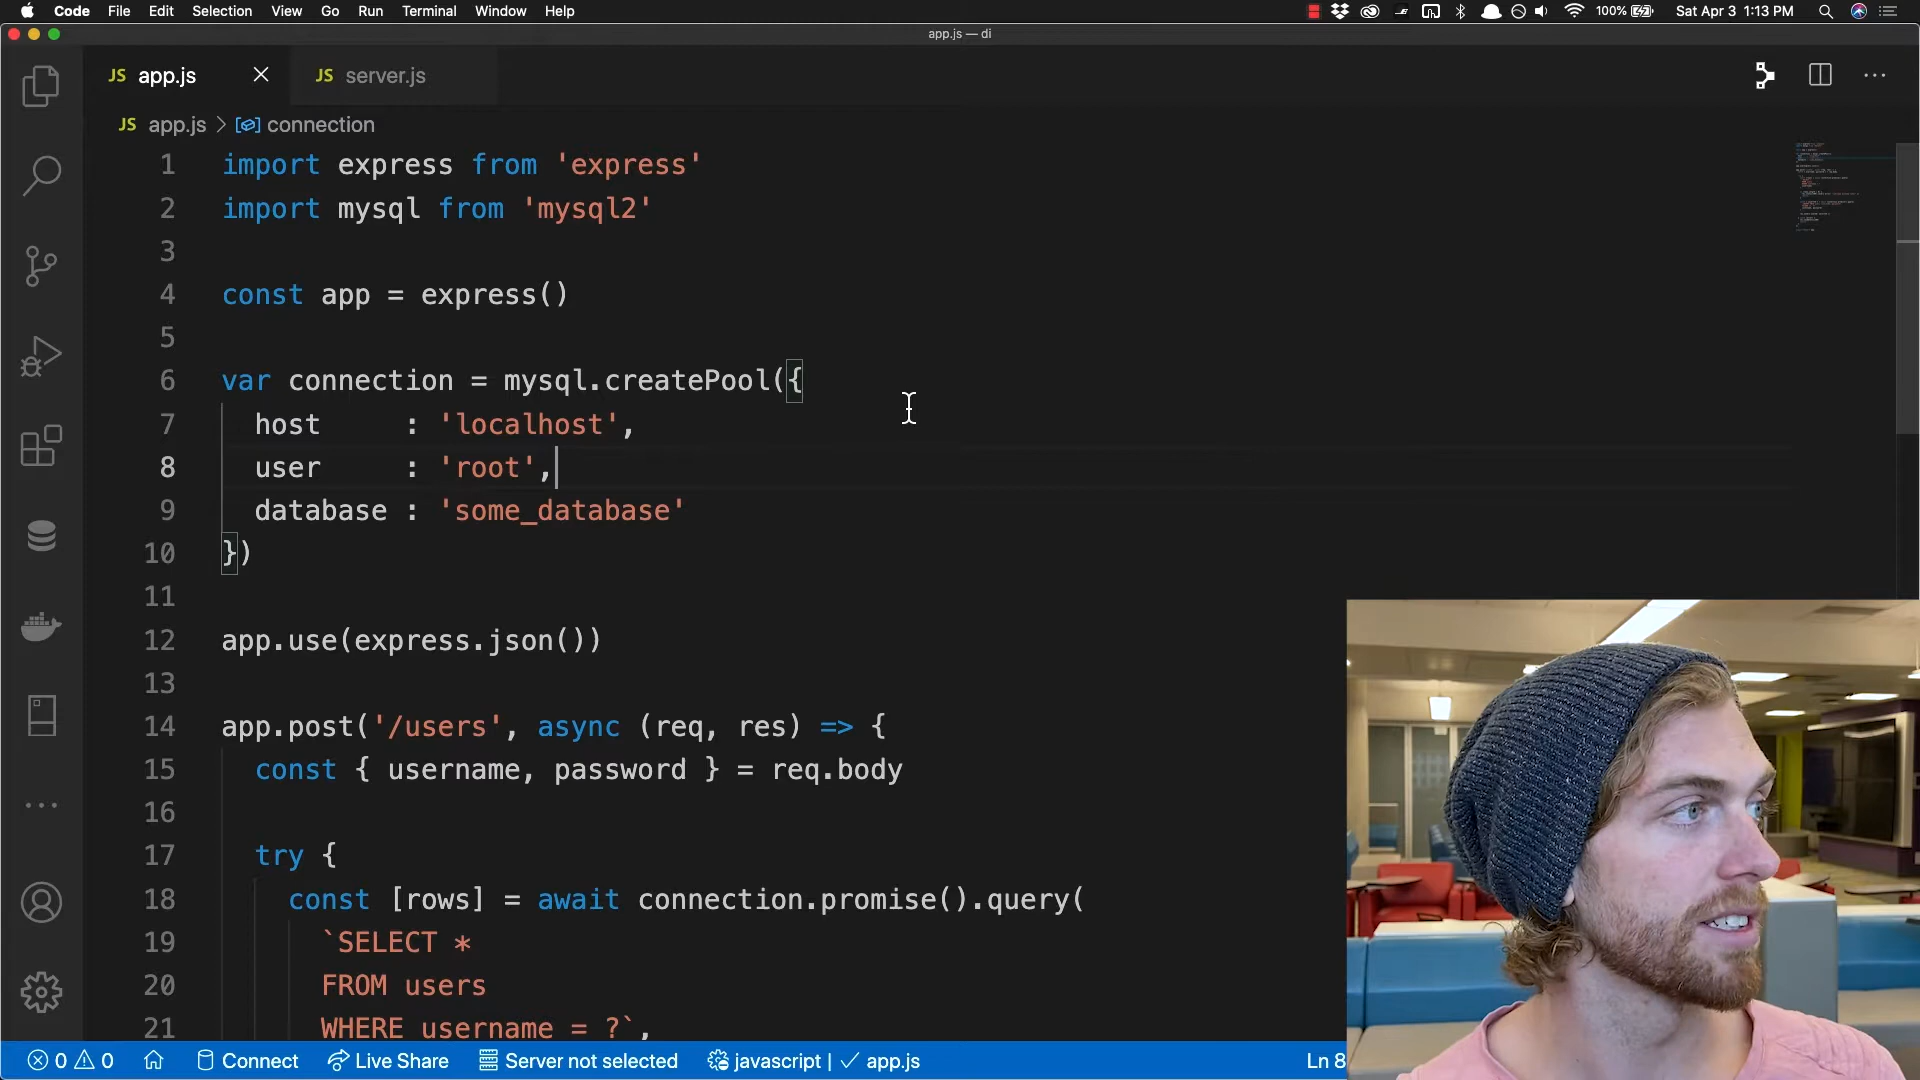 Code File Edit Selection View Go Run Terminal Window Help 100% Sat Apr 3 1:13 PM
app.js — di
JS app.js JS server.js
JS app.js > connection
1 import express from 'express'
2 import mysql from 'mysql2'
3
4 const app = express()
5
6 var connection = mysql.createPool({
7 host : 'localhost',
8 user : 'root',
9 database : 'some_database'
10 })
11
12 app.use(express.json())
13
14 app.post('/users', async (req, res) => {
15 const { username, password } = req.body
16
17 try {
18 const [rows] = await connection.promise().query(
19 `SELECT *
20 FROM users
21 WHERE username = ?`,
0 0 Connect Live Share Server not selected javascript | ✓ app.js Ln 8